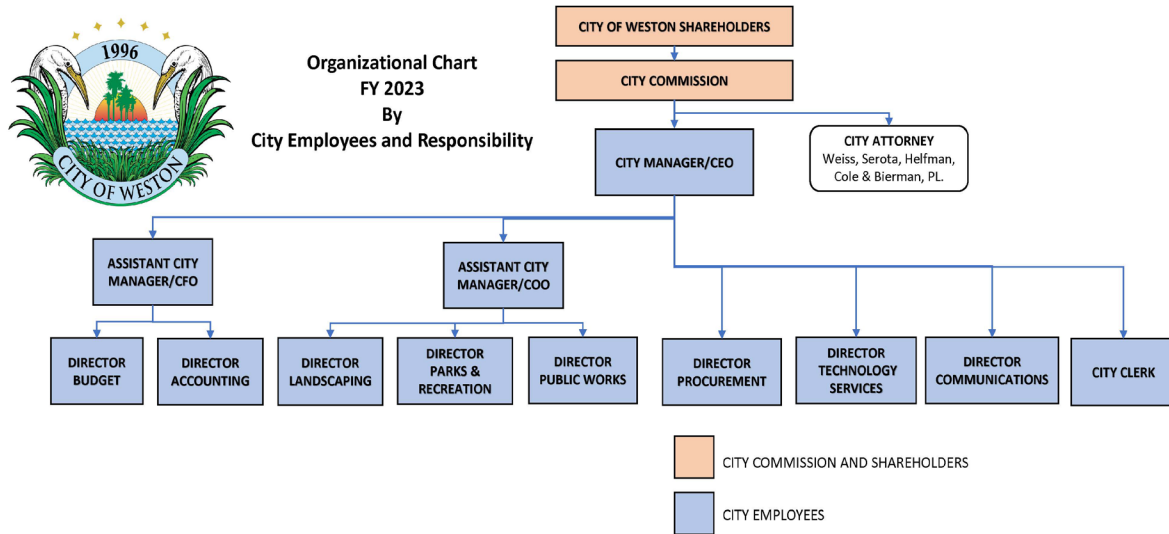 1996
CITY OF WESTON
Organizational Chart
FY 2023
By
City Employees and Responsibility
CITY OF WESTON SHAREHOLDERS
CITY COMMISSION
CITY MANAGER/CEO
CITY ATTORNEY
Weiss, Serota, Helfman,
Cole & Bierman, PL.
ASSISTANT CITY
MANAGER/CFO
ASSISTANT CITY
MANAGER/COO
DIRECTOR
BUDGET
DIRECTOR
ACCOUNTING
DIRECTOR
LANDSCAPING
DIRECTOR
PARKS &
RECREATION
DIRECTOR
PUBLIC WORKS
DIRECTOR
PROCUREMENT
DIRECTOR
TECHNOLOGY
SERVICES
DIRECTOR
COMMUNICATIONS
CITY CLERK
CITY COMMISSION AND SHAREHOLDERS
CITY EMPLOYEES